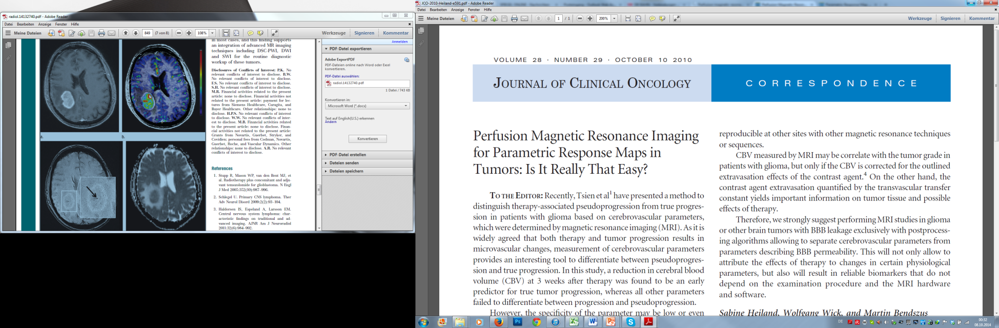 radiol.14132740.pdf - Adobe Reader
Datei Bearbeiten Anzeige Fenster Hilfe
Meine Dateien
849
(7 von 8)
108%
Werkzeuge
Signieren
Kommentar
in most cases, and this finding supports
an integration of advanced MR imaging
techniques including DSC-PWI, DWI
and SWI for the routine diagnostic
workup of these tumors.
Disclosures of Conflicts of Interest: P.K. No
relevant conflicts of interest to disclose. B.W.
No relevant conflicts of interest to disclose.
F.S. No relevant conflicts of interest to disclose.
S.H. No relevant conflicts of interest to disclose.
M.R. Financial activities related to the present
article: none to disclose. Financial activities not
related to the present article: payment for lec-
tures from Siemens Healthcare, Curagita, and
Bayer Healthcare. Other relationships: none to
disclose. H.P.S. No relevant conflicts of interest
to disclose. W.W. No relevant conflicts of inter-
est to disclose. M.B. Financial activities related
to the present article: none to disclose. Finan-
cial activities not related to the present article:
Grants from Novartis, Guerbet, Stryker, and
Covidien; personal fees from Codman, Novartis,
Guerbet, Roche, and Vascular Dynamics. Other
relationships: none to disclose. A.R. No relevant
conflicts of interest to disclose.
References
1. Stupp R, Mason WP, van den Bent MJ, et
al. Radiotherapy plus concomitant and adju-
vant temozolomide for glioblastoma. N Engl
J Med 2005;352(10):987–996.
2. Schlegel U. Primary CNS lymphoma. Ther
Adv Neurol Disord 2009;2(2):93–104.
3. Haldorsen IS, Espeland A, Larsson EM.
Central nervous system lymphoma: char-
acteristic findings on traditional and ad-
vanced imaging. AJNR Am J Neuroradiol
2011;32(6):984–992.
a.
b.
Anmelden
PDF-Datei exportieren
Adobe ExportPDF
PDF-Dateien online nach Word oder Excel
konvertieren.
PDF-Datei auswählen:
radiol.14132740.pdf
1 Datei / 743 KB
Konvertieren in:
Microsoft Word (*.docx)
Text auf English(U.S.) erkennen
Ändern
Konvertieren
PDF-Datei erstellen
Dateien senden
Dateien speichern
JCO-2010-Heiland-e591.pdf - Adobe Reader
Datei Bearbeiten Anzeige Fenster Hilfe
Meine Dateien
1
/ 1
200%
Werkzeuge
Signieren
Kommentar
VOLUME 28 · NUMBER 29 · OCTOBER 10 2010
JOURNAL OF CLINICAL ONCOLOGY
CORRESPONDENCE
Perfusion Magnetic Resonance Imaging
for Parametric Response Maps in
Tumors: Is It Really That Easy?
TO THE EDITOR: Recently, Tsien et al1 have presented a method to
distinguish therapy-associated pseudoprogression from true progres-
sion in patients with glioma based on cerebrovascular parameters,
which were determined by magnetic resonance imaging (MRI). As it is
widely agreed that both therapy and tumor progression results in
microvascular changes, measurement of cerebrovascular parameters
provides an interesting tool to differentiate between pseudoprogres-
sion and true progression. In this study, a reduction in cerebral blood
volume (CBV) at 3 weeks after therapy was found to be an early
predictor for true tumor progression, whereas all other parameters
failed to differentiate between progression and pseudoprogression.
However, the specificity of the parameter may be low or even
reproducible at other sites with other magnetic resonance techniques
or sequences.
CBV measured by MRI may be correlate with the tumor grade in
patients with glioma, but only if the CBV is corrected for the outlined
extravasation effects of the contrast agent.4 On the other hand, the
contrast agent extravasation quantified by the transvascular transfer
constant yields important information on tumor tissue and possible
effects of therapy.
Therefore, we strongly suggest performing MRI studies in glioma
or other brain tumors with BBB leakage exclusively with postprocess-
ing algorithms allowing to separate cerebrovascular parameters from
parameters describing BBB permeability. This will not only allow to
attribute the effects of therapy to changes in certain physiological
parameters, but also will result in reliable biomarkers that do not
depend on the examination procedure and the MRI hardware
and software.
Sabine Heiland, Wolfgang Wick, and Martin Bendszus
DE
00:32
08.10.2014